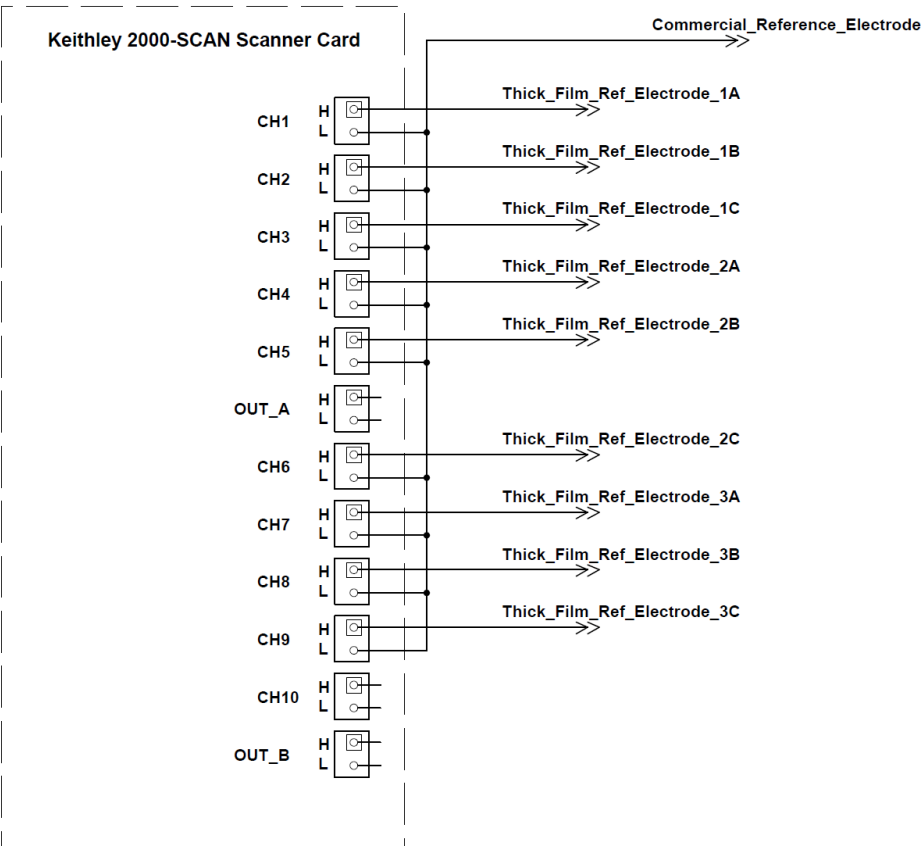 Commercial_Reference_Electrode
Keithley 2000-SCAN Scanner Card
Thick_Film_Ref_Electrode_1A
CH1 H
L
Thick_Film_Ref_Electrode_1B
CH2 H
L
Thick_Film_Ref_Electrode_1C
CH3 H
L
Thick_Film_Ref_Electrode_2A
CH4 H
L
Thick_Film_Ref_Electrode_2B
CH5 H
L
OUT_A H
L
Thick_Film_Ref_Electrode_2C
CH6 H
L
Thick_Film_Ref_Electrode_3A
CH7 H
L
Thick_Film_Ref_Electrode_3B
CH8 H
L
Thick_Film_Ref_Electrode_3C
CH9 H
L
CH10 H
L
OUT_B H
L